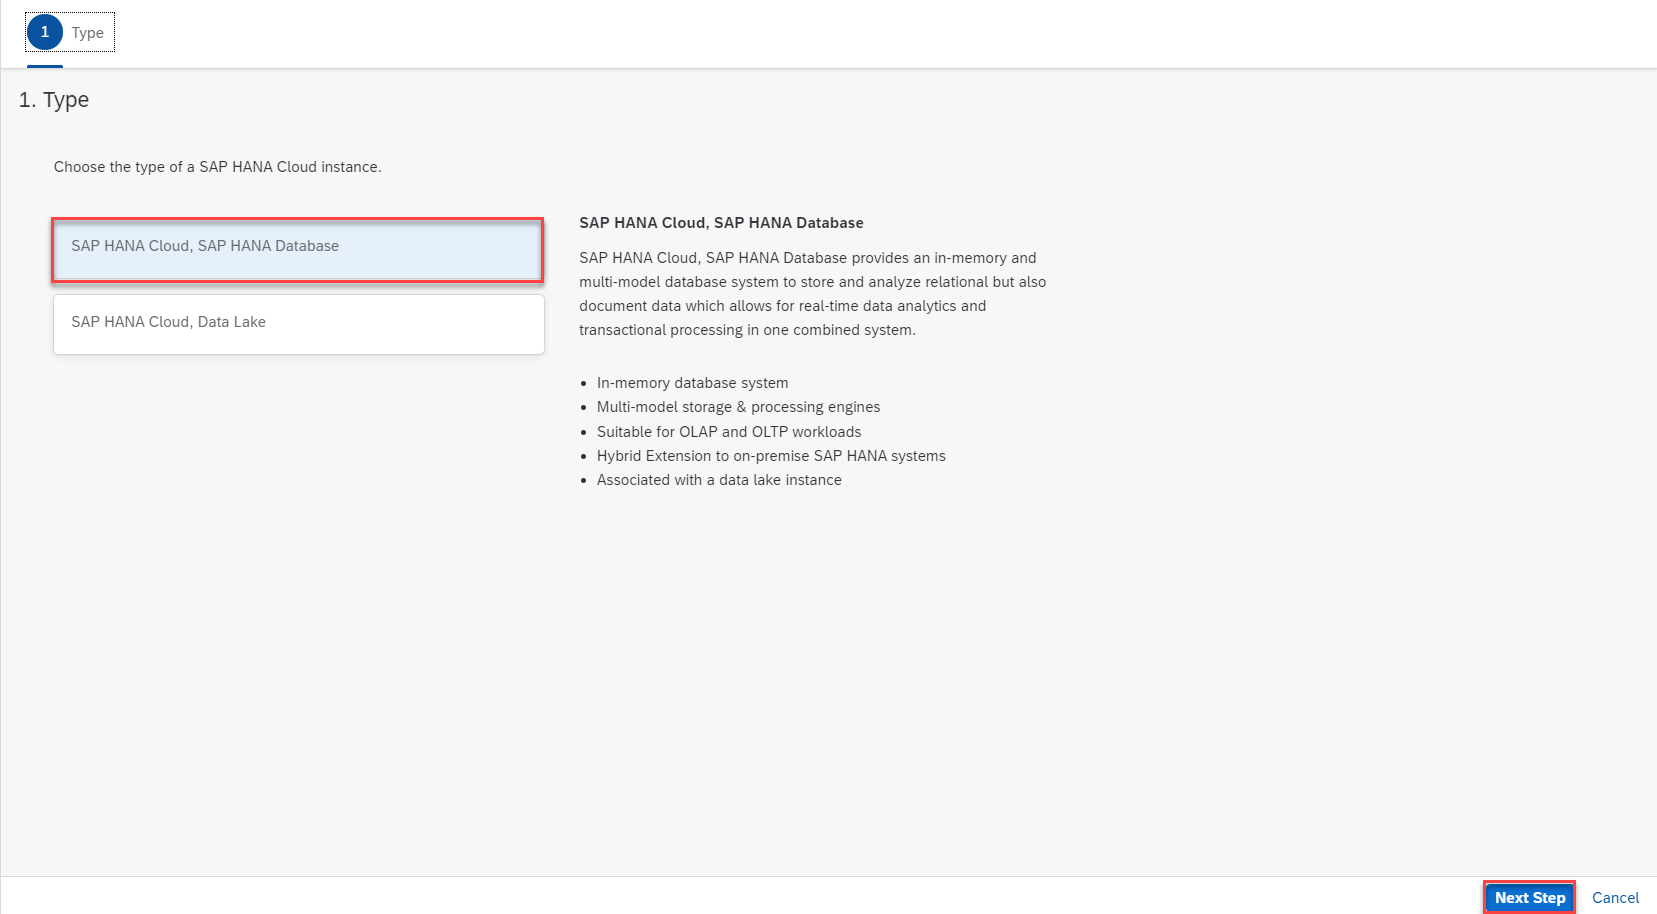 1 Type
1. Type
Choose the type of a SAP HANA Cloud instance.
SAP HANA Cloud, SAP HANA Database
SAP HANA Cloud, Data Lake
SAP HANA Cloud, SAP HANA Database
SAP HANA Cloud, SAP HANA Database provides an in-memory and
multi-model database system to store and analyze relational but also
document data which allows for real-time data analytics and
transactional processing in one combined system.
• In-memory database system
• Multi-model storage & processing engines
• Suitable for OLAP and OLTP workloads
• Hybrid Extension to on-premise SAP HANA systems
• Associated with a data lake instance
Next Step Cancel